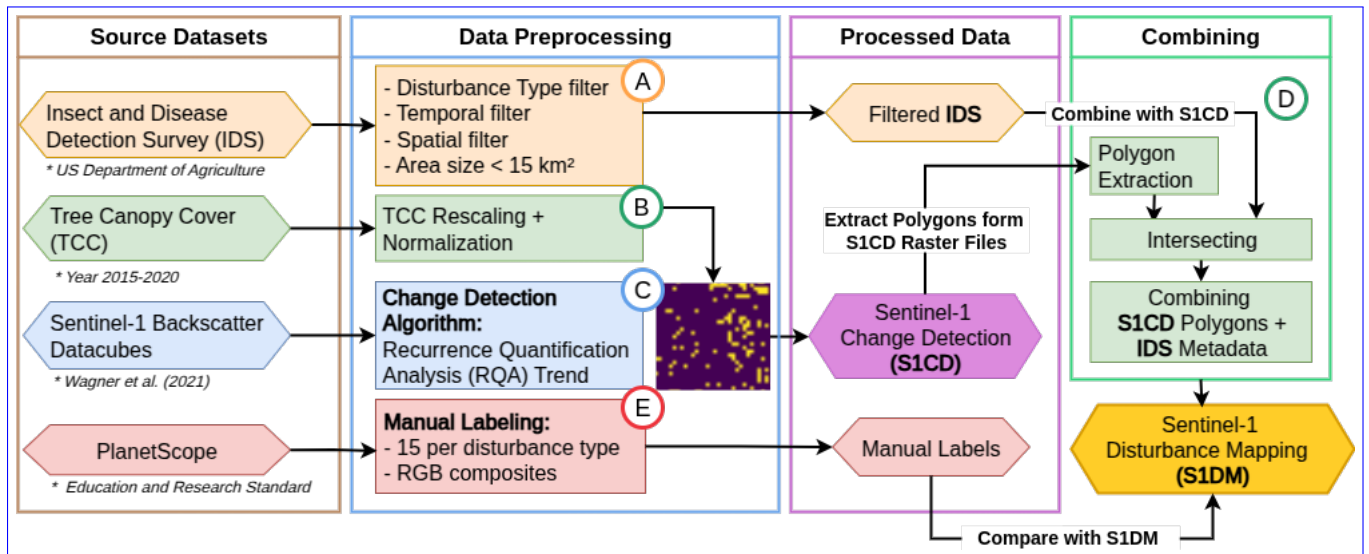 Source Datasets
Insect and Disease
Detection Survey (IDS)
* US Department of Agriculture
Tree Canopy Cover
(TCC)
* Year 2015-2020
Sentinel-1 Backscatter
Datacubes
* Wagner et al. (2021)
PlanetScope
* Education and Research Standard
Data Preprocessing
A
- Disturbance Type filter
- Temporal filter
- Spatial filter
- Area size < 15 km²
B
TCC Rescaling +
Normalization
C
Change Detection
Algorithm:
Recurrence Quantification
Analysis (RQA) Trend
E
Manual Labeling:
- 15 per disturbance type
- RGB composites
Processed Data
Filtered IDS
Extract Polygons form
S1CD Raster Files
Sentinel-1
Change Detection
(S1CD)
Manual Labels
Combining
D
Combine with S1CD
Polygon
Extraction
Intersecting
Combining
S1CD Polygons +
IDS Metadata
Sentinel-1
Disturbance Mapping
(S1DM)
Compare with S1DM